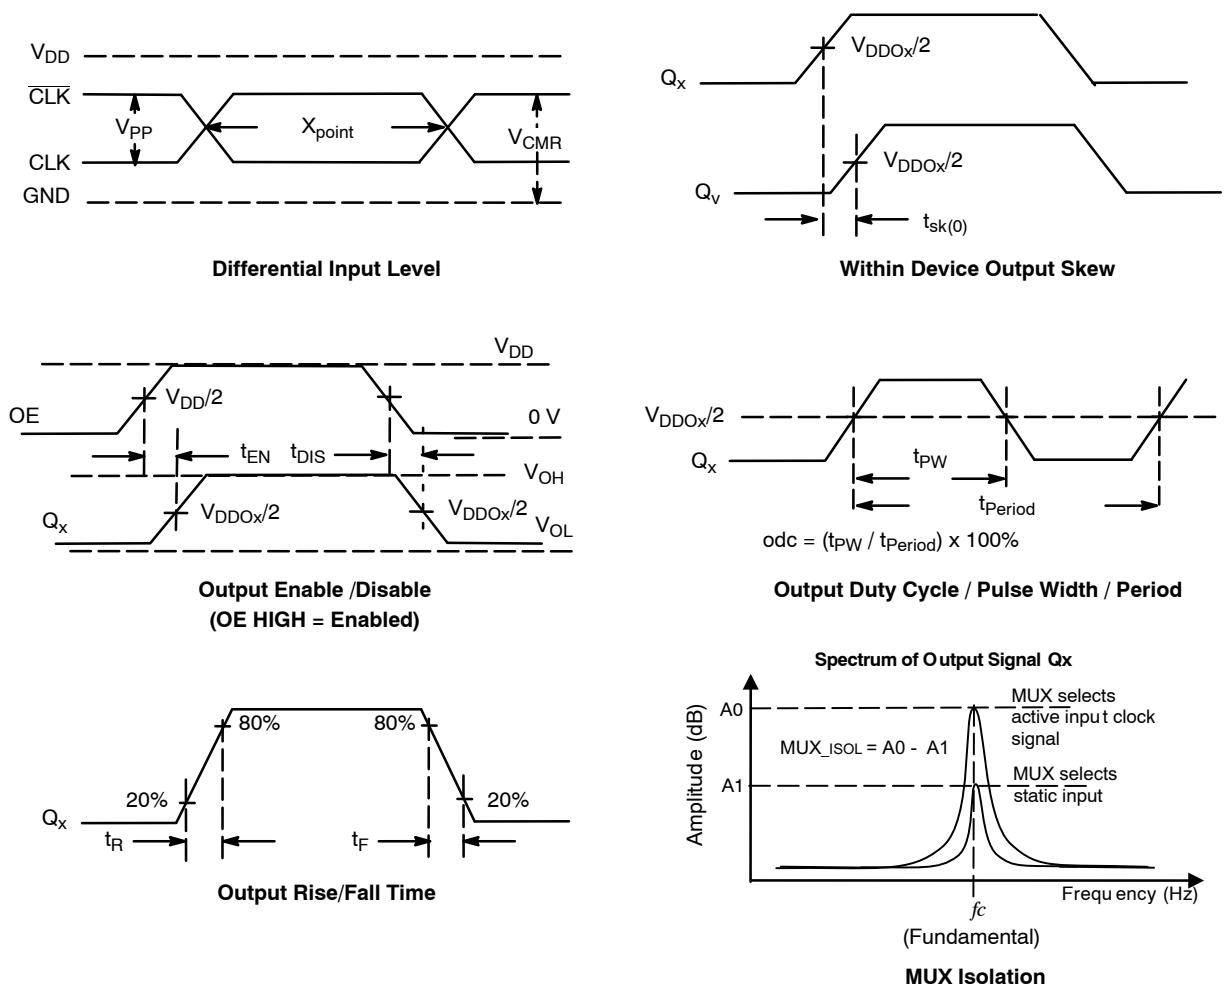 V_DD
C̅L̅K̅
V_PP
X_point
V_CMR
CLK
GND
Differential Input Level
V_DDOx/2
Q_x
V_DDOx/2
Q_v
t_sk(0)
Within Device Output Skew
V_DD
V_DD/2
OE
0 V
t_EN
t_DIS
V_OH
V_DDOx/2
V_DDOx/2
Q_x
V_OL
Output Enable /Disable
(OE HIGH = Enabled)
V_DDOx/2
Q_x
t_PW
t_Period
odc = (t_PW / t_Period) x 100%
Output Duty Cycle / Pulse Width / Period
80%
80%
20%
20%
Q_x
t_R
t_F
Output Rise/Fall Time
Spectrum of Output Signal Qx
Amplitude (dB)
A0
MUX selects
active input clock
signal
MUX_ISOL = A0 - A1
A1
MUX selects
static input
Frequency (Hz)
fc
(Fundamental)
MUX Isolation